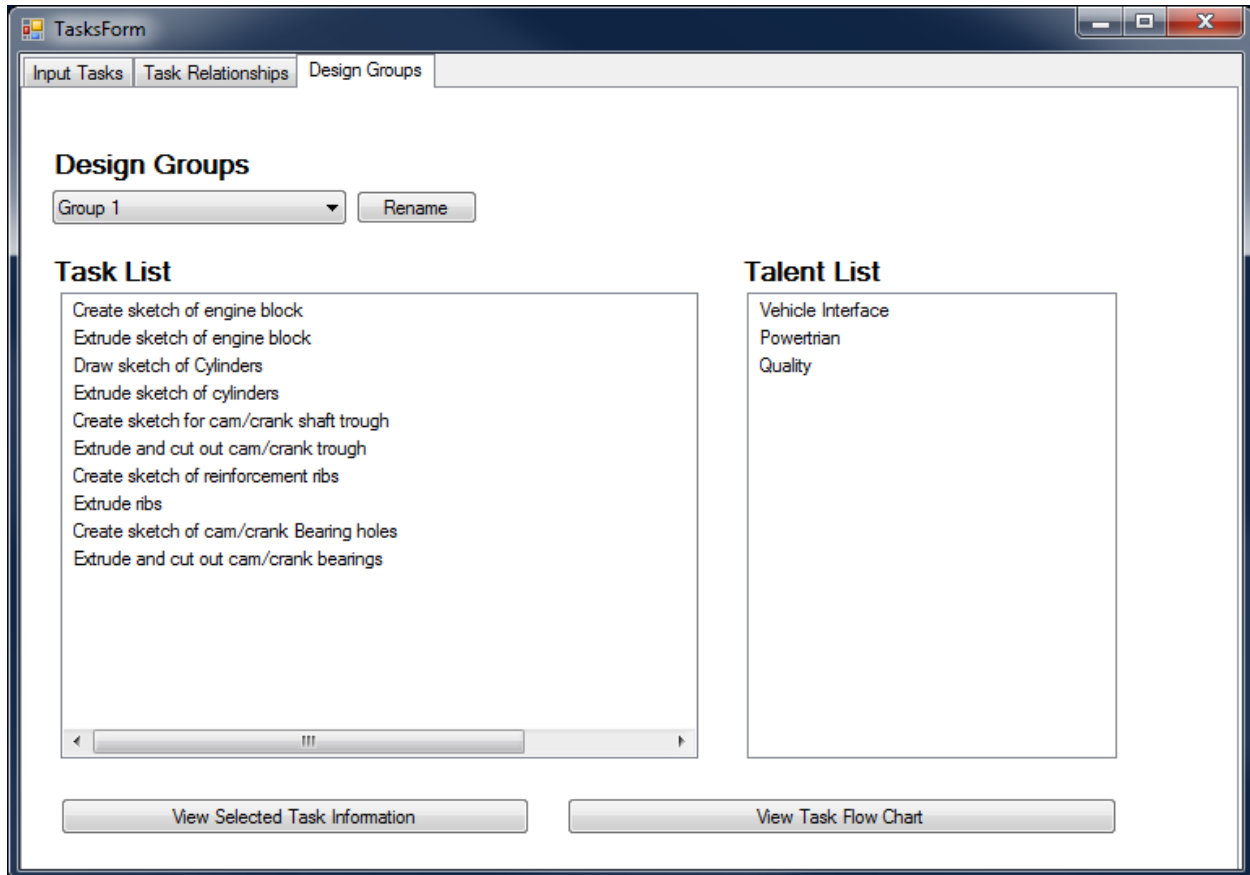 TasksForm
Input Tasks Task Relationships Design Groups
Design Groups
Group 1 Rename
Task List
Create sketch of engine block
Extrude sketch of engine block
Draw sketch of Cylinders
Extrude sketch of cylinders
Create sketch for cam/crank shaft trough
Extrude and cut out cam/crank trough
Create sketch of reinforcement ribs
Extrude ribs
Create sketch of cam/crank Bearing holes
Extrude and cut out cam/crank bearings
Talent List
Vehicle Interface
Powertrian
Quality
View Selected Task Information
View Task Flow Chart